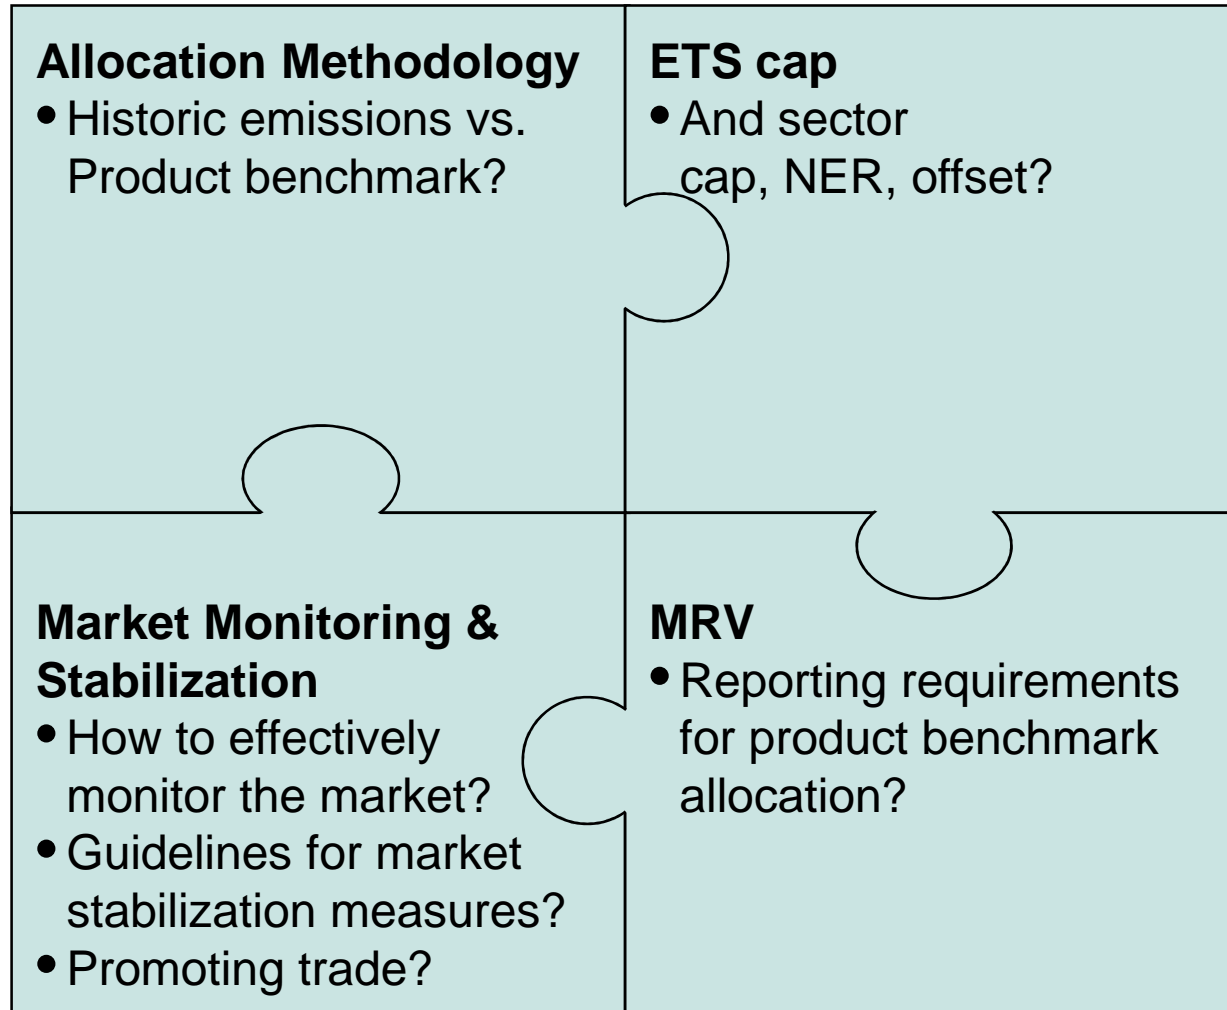 Allocation Methodology
• Historic emissions vs.
Product benchmark?
ETS cap
• And sector
cap, NER, offset?
Market Monitoring &
Stabilization
• How to effectively
monitor the market?
• Guidelines for market
stabilization measures?
• Promoting trade?
MRV
• Reporting requirements
for product benchmark
allocation?